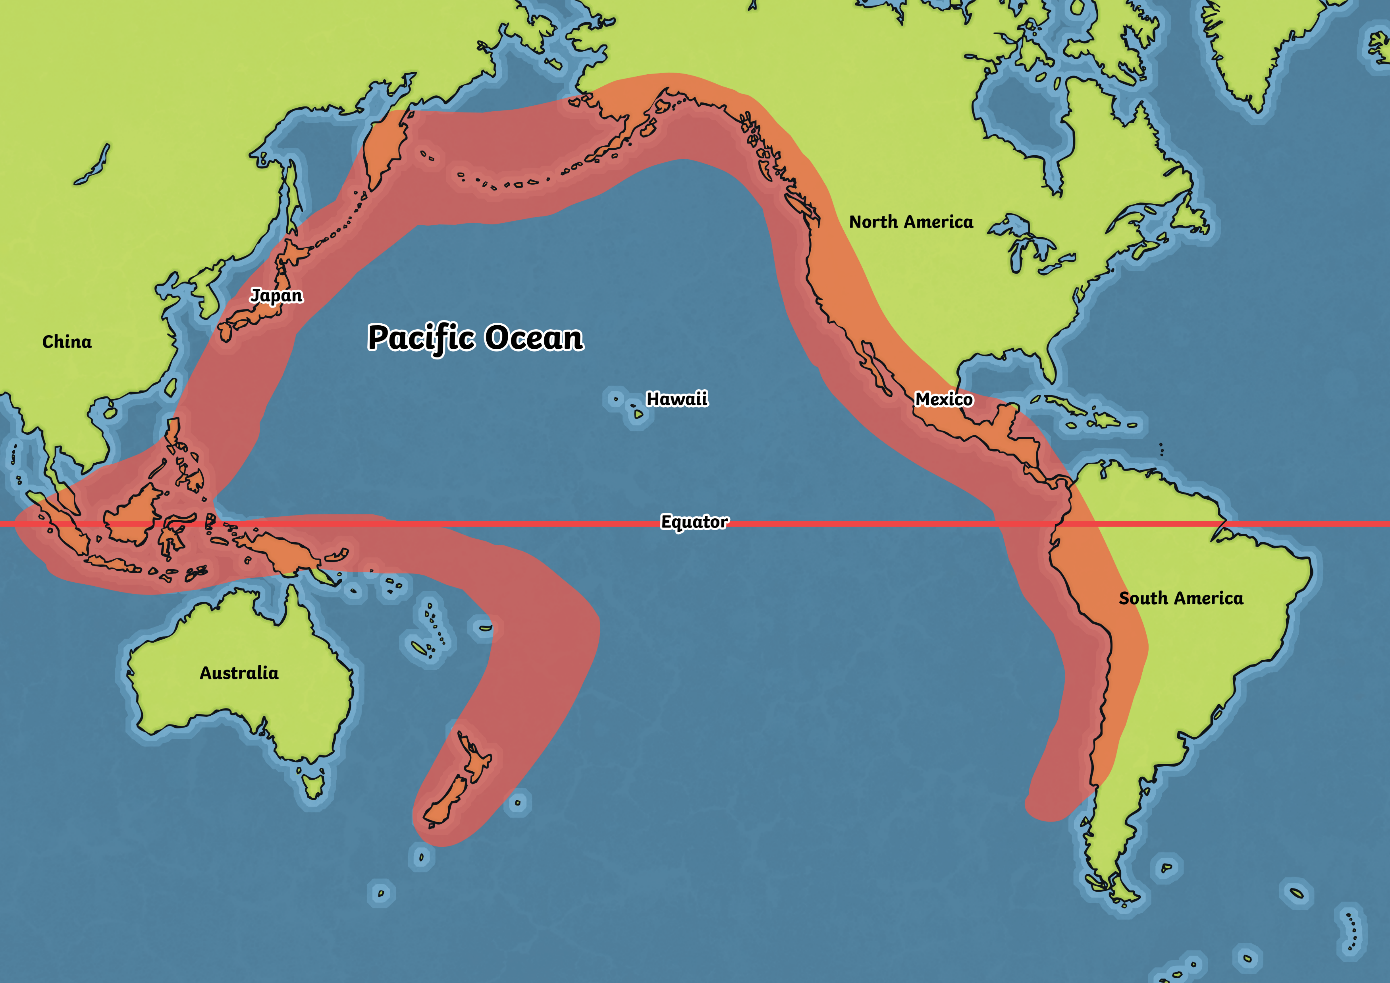 North America
Japan
Pacific Ocean
China
Hawaii
Mexico
Equator
South America
Australia